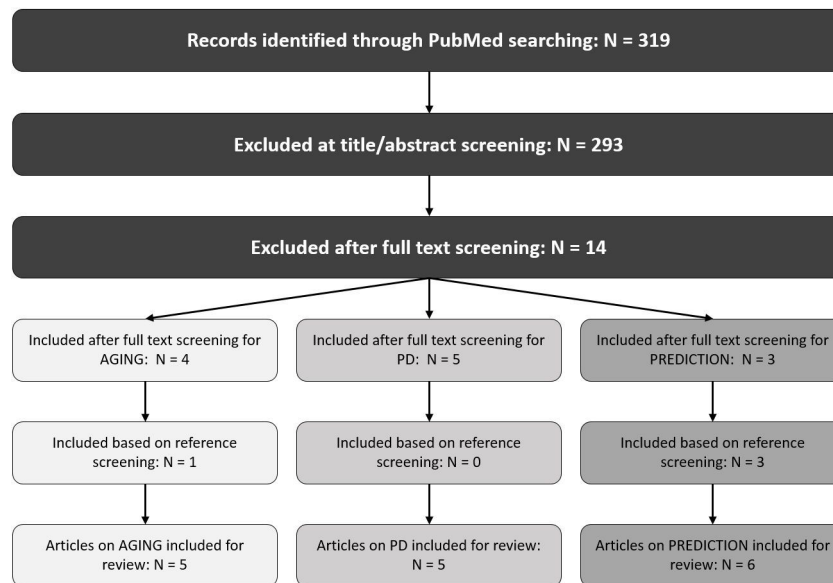 Records identified through PubMed searching: N = 319
Excluded at title/abstract screening: N = 293
Excluded after full text screening: N = 14
Included after full text screening for
AGING: N = 4
Included after full text screening for
PD: N = 5
Included after full text screening for
PREDICTION: N = 3
Included based on reference
screening: N = 1
Included based on reference
screening: N = 0
Included based on reference
screening: N = 3
Articles on AGING included for
review: N = 5
Articles on PD included for review:
N = 5
Articles on PREDICTION included for
review: N = 6